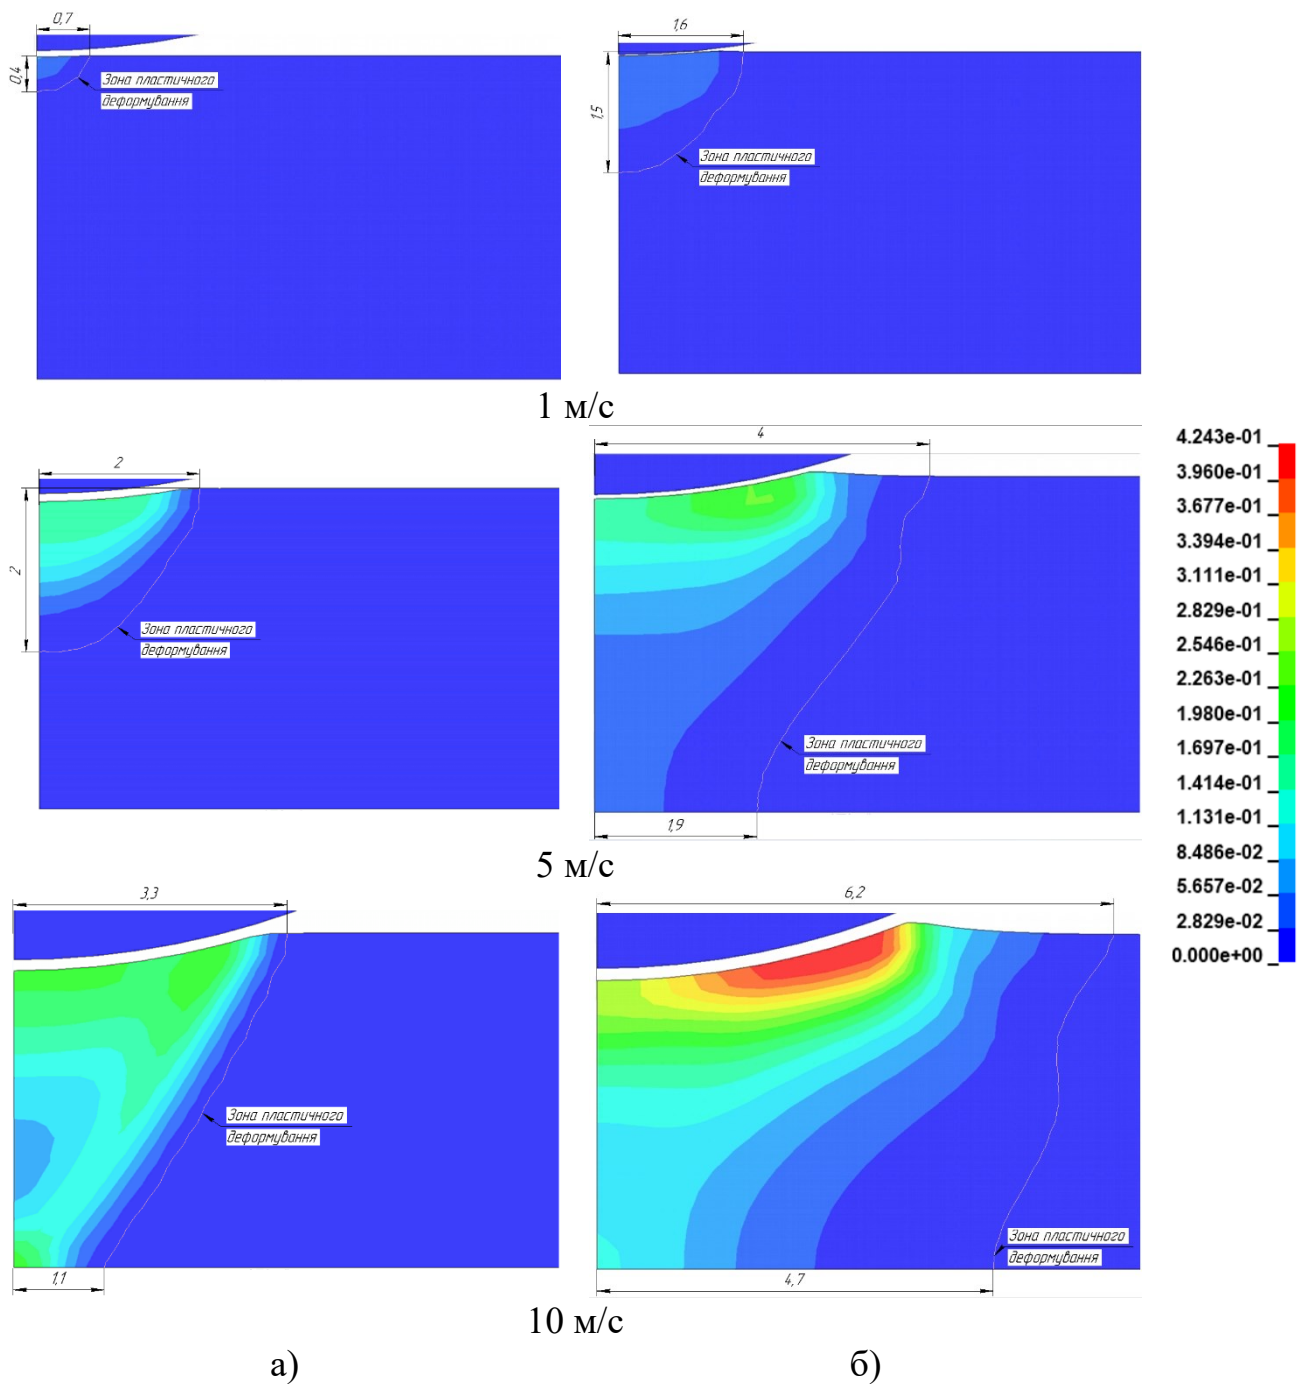 0,7
0,4
Зона пластичного
деформування
1,6
1,5
Зона пластичного
деформування
1 м/с
2
2
Зона пластичного
деформування
4
Зона пластичного
деформування
1,9
5 м/с
4.243e-01
3.960e-01
3.677e-01
3.394e-01
3.111e-01
2.829e-01
2.546e-01
2.263e-01
1.980e-01
1.697e-01
1.414e-01
1.131e-01
8.486e-02
5.657e-02
2.829e-02
0.000e+00
3,3
Зона пластичного
деформування
1,1
6,2
Зона пластичного
деформування
4,7
10 м/с
а)
б)